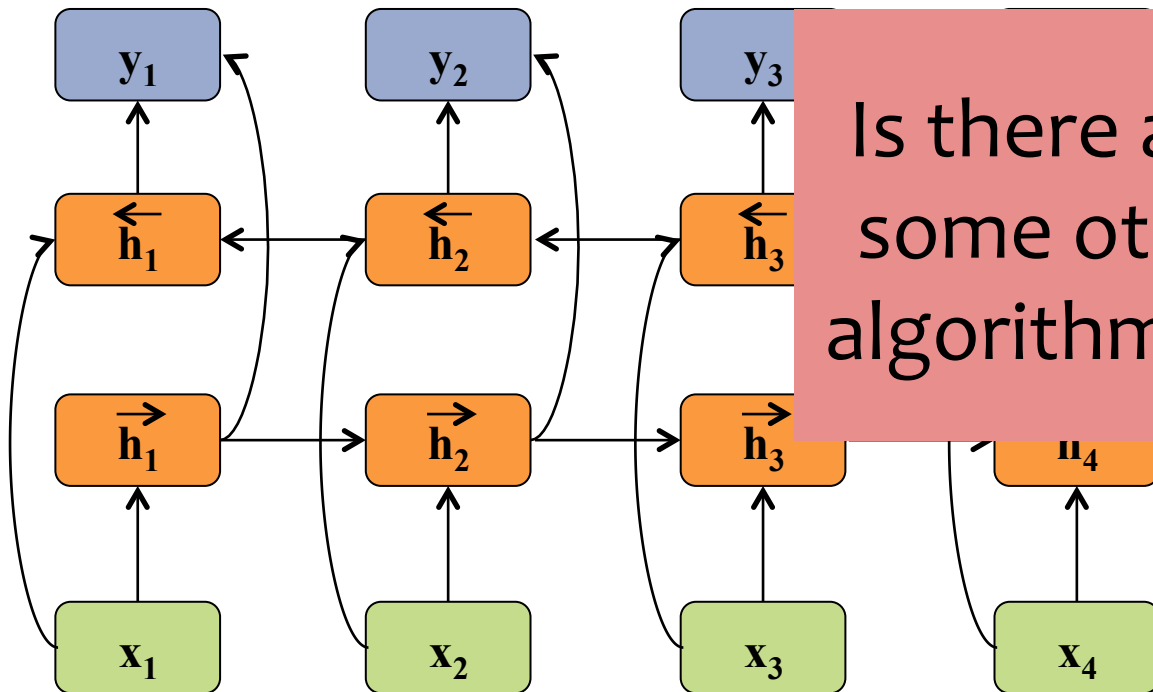 y₁ y₂ y₃
Is there
some
algorithm
h₁ h₂ h₃
h₁ h₂ h₃ h₄
x₁ x₂ x₃ x₄